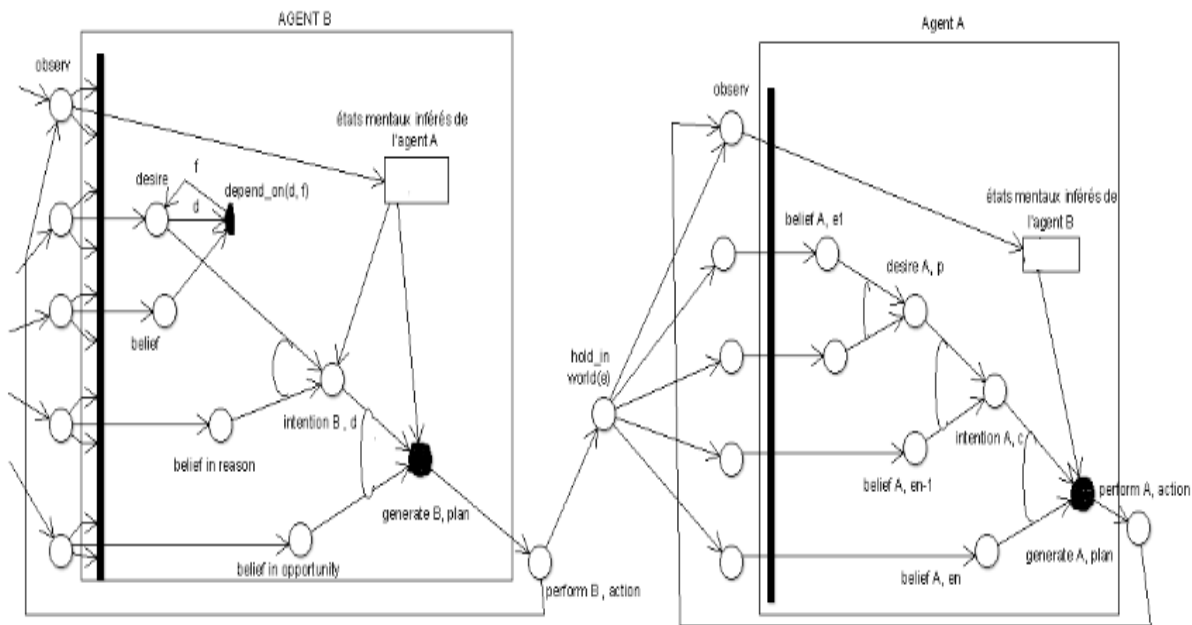 AGENT B
observ
états mentaux inférés de
l'agent A
f
desire
depend_on(d, f)
d
belief
intention B , d
belief in reason
generate B, plan
belief in opportunity
perform B , action
hold_in
world(e)
Agent A
observ
états mentaux inférés de
l'agent B
belief A, e1
desire A, p
intention A, c
belief A, en-1
perform A, action
generate A, plan
belief A, en